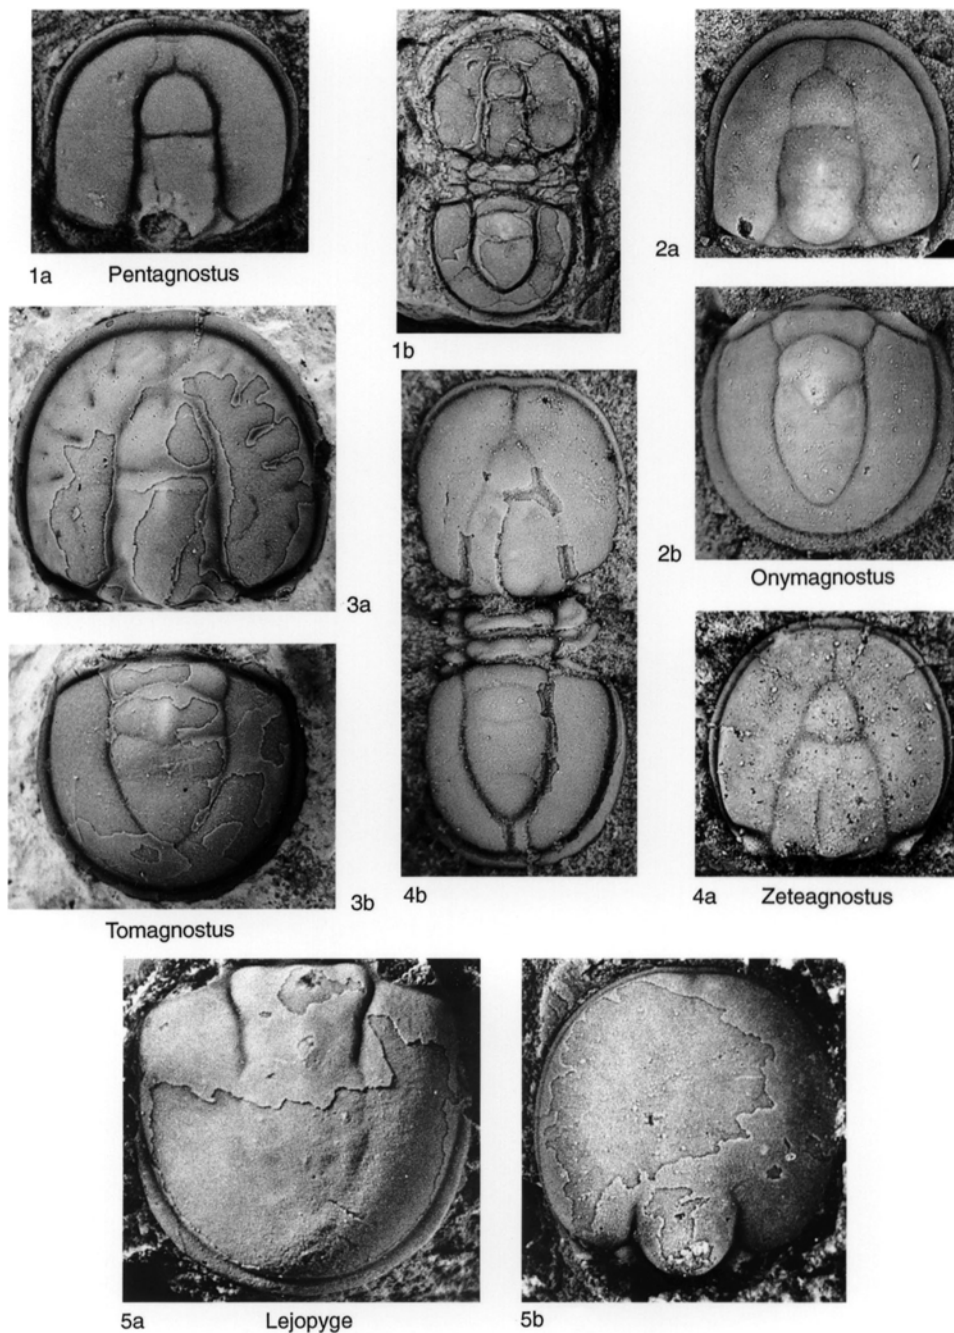 1a Pentagnostus
1b
2a
2b
Onymagnostus
3a
3b
Tomagnostus
4b
4a Zeteagnostus
5a Lejopyge 5b